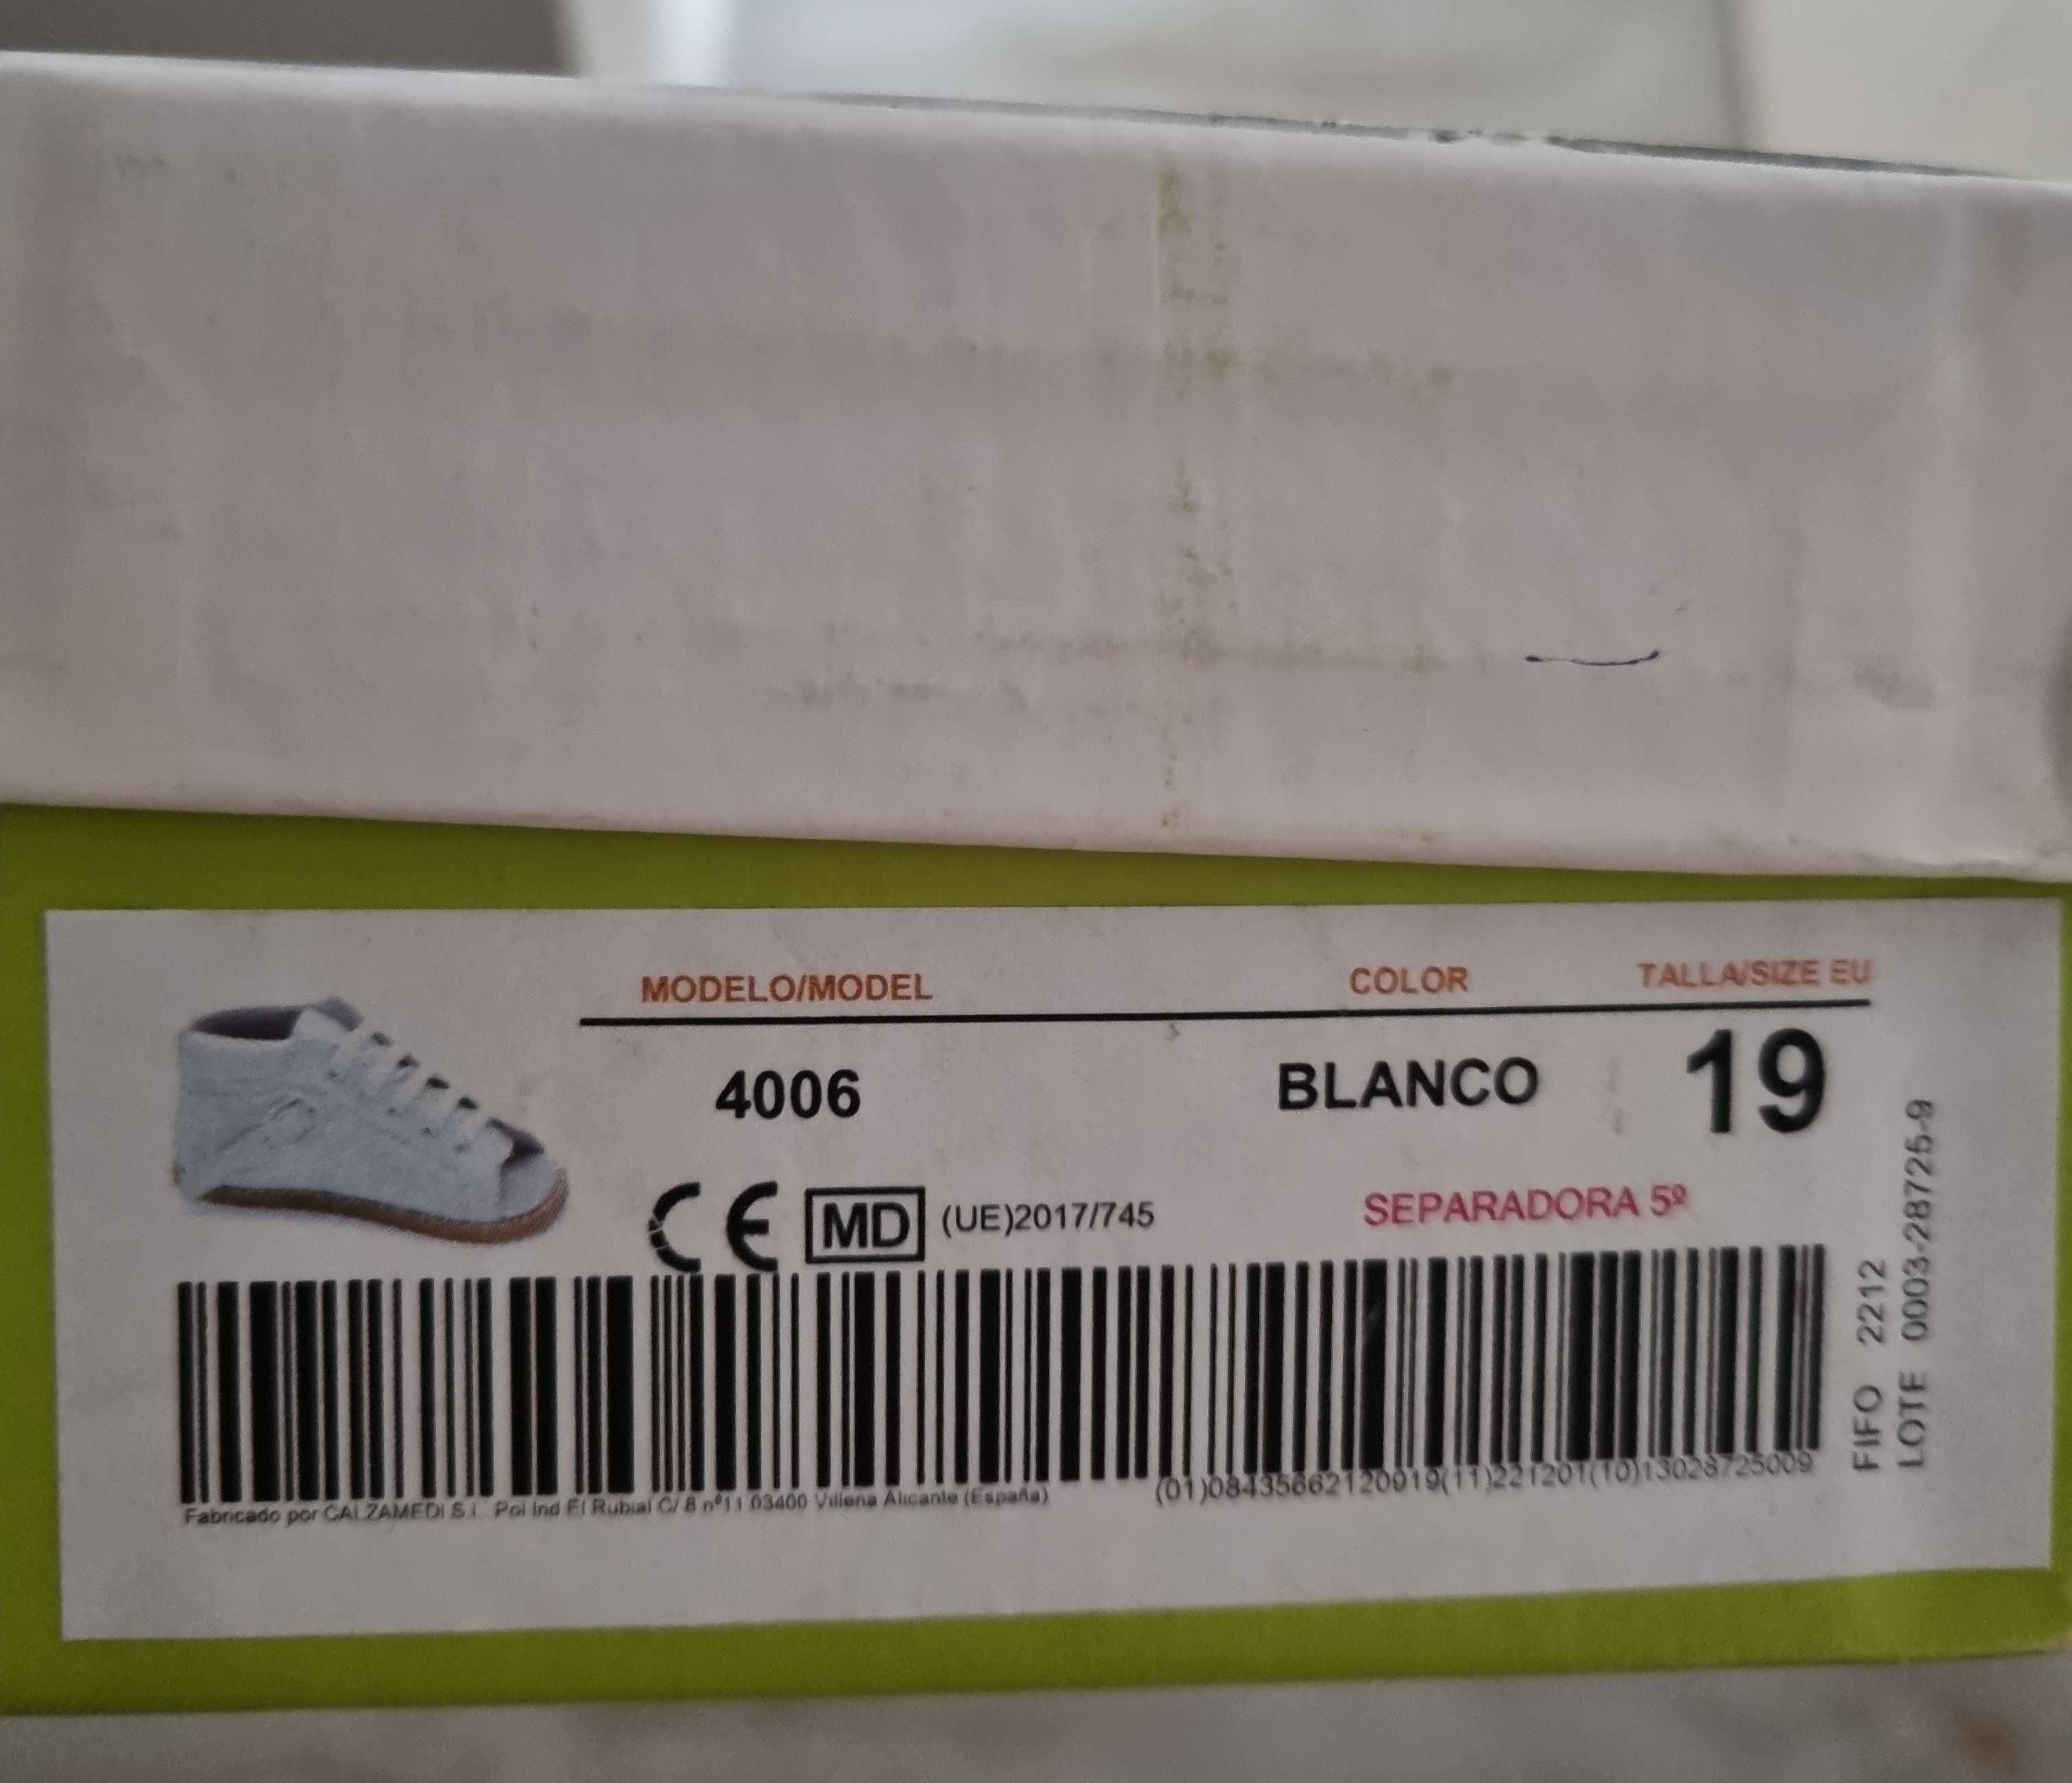 MODELO/MODEL COLOR TALLA/SIZE EU
4006 BLANCO 19
CE MD (UE)2017/745 SEPARADORA 5º
(01)08435662120919(11)221201(10)13028725009
Fabricado por CALZAMEDI S.L. Pol Ind El Rubial C/ 8 nº11 03400 Villena Alicante (España)
FIFO 2212
LOTE 0003-28725-9